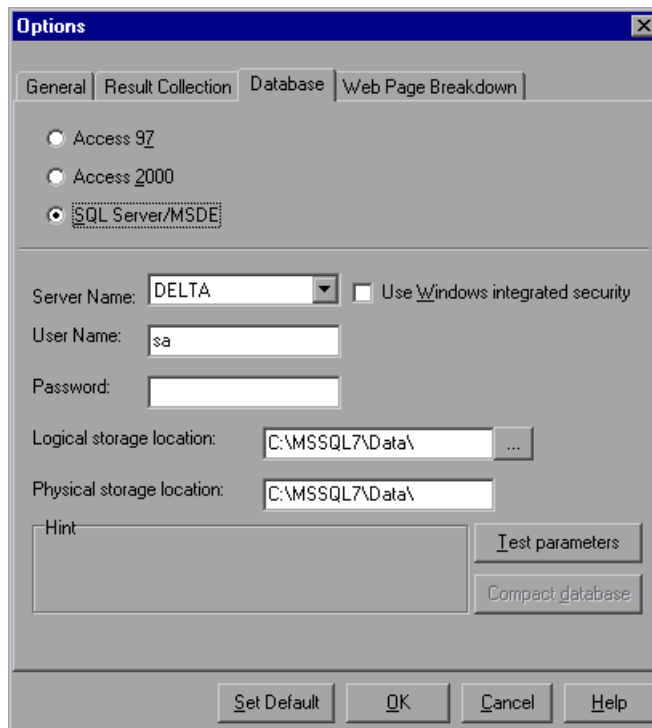 Options
General Result Collection Database Web Page Breakdown
Access 97
Access 2000
SQL Server/MSDE
Server Name: DELTA Use Windows integrated security
User Name: sa
Password:
Logical storage location: C:\MSSQL7\Data\ ...
Physical storage location: C:\MSSQL7\Data\
Hint
Test parameters
Compact database
Set Default OK Cancel Help